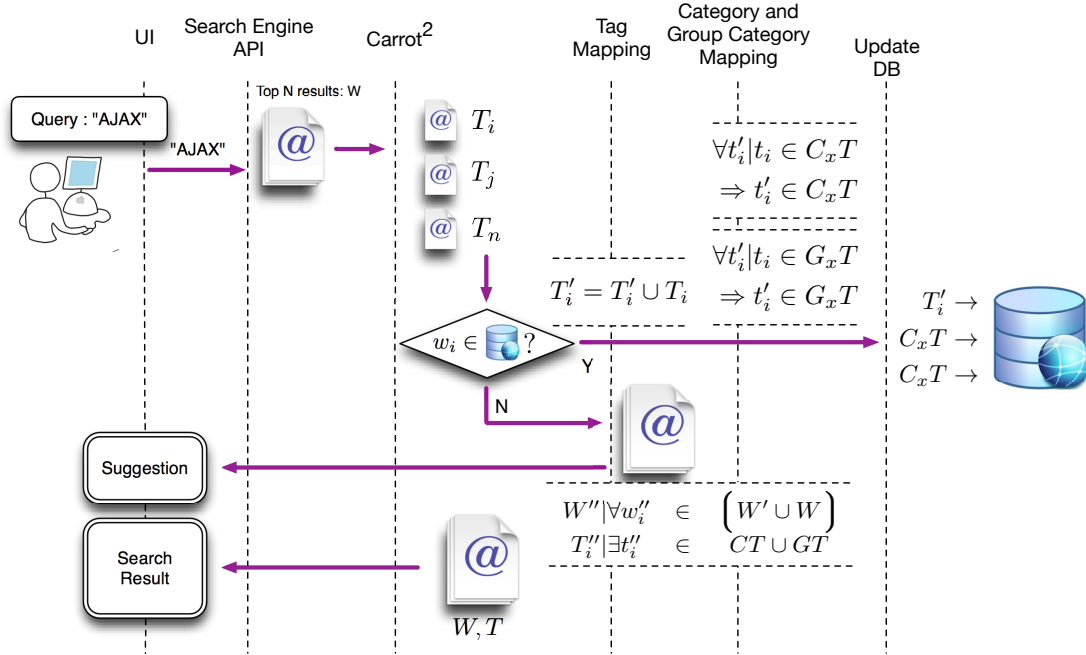 UI
Search Engine
API
Carrot²
Tag
Mapping
Category and
Group Category
Mapping
Update
DB
Top N results: W
Query : "AJAX"
"AJAX"
@
@ Tᵢ
@ Tⱼ
@ Tₙ
∀t′ᵢ|tᵢ ∈ CₓT
⇒ t′ᵢ ∈ CₓT
∀t′ᵢ|tᵢ ∈ GₓT
⇒ t′ᵢ ∈ GₓT
T′ᵢ = T′ᵢ ∪ Tᵢ
T′ᵢ →
CₓT →
CₓT →
wᵢ ∈ ?
Y
N
@
Suggestion
W″|∀w″ᵢ ∈ (W′ ∪ W)
T″ᵢ|∃t″ᵢ ∈ CT ∪ GT
Search
Result
@
W, T